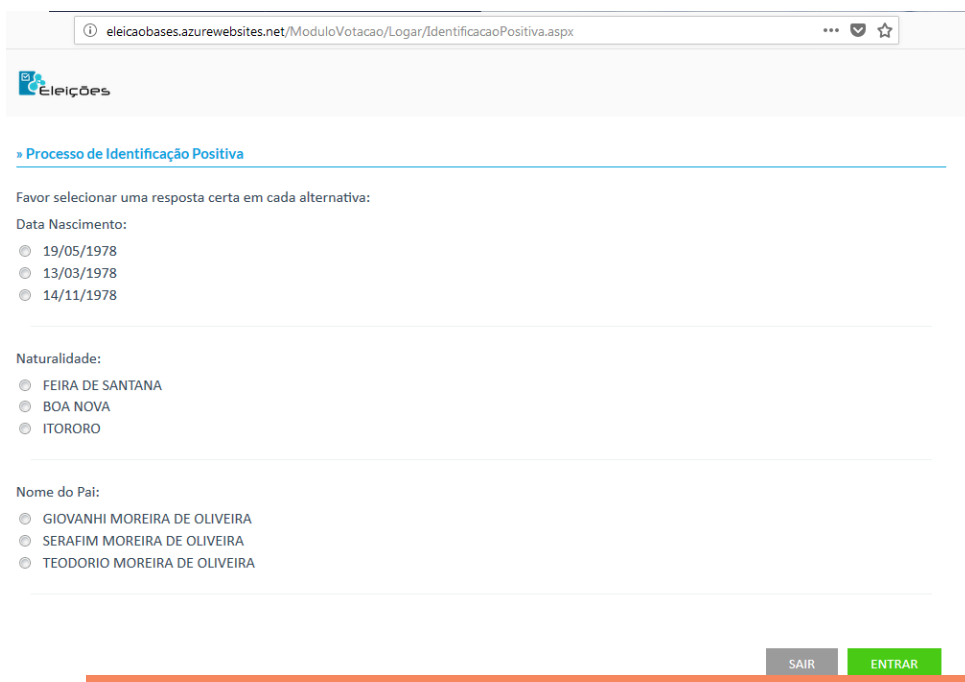 eleicaobases.azurewebsites.net/ModuloVotacao/Logar/IdentificacaoPositiva.aspx
Eleições
» Processo de Identificação Positiva
Favor selecionar uma resposta certa em cada alternativa:
Data Nascimento:
19/05/1978
13/03/1978
14/11/1978
Naturalidade:
FEIRA DE SANTANA
BOA NOVA
ITORORO
Nome do Pai:
GIOVANHI MOREIRA DE OLIVEIRA
SERAFIM MOREIRA DE OLIVEIRA
TEODORIO MOREIRA DE OLIVEIRA
SAIR ENTRAR